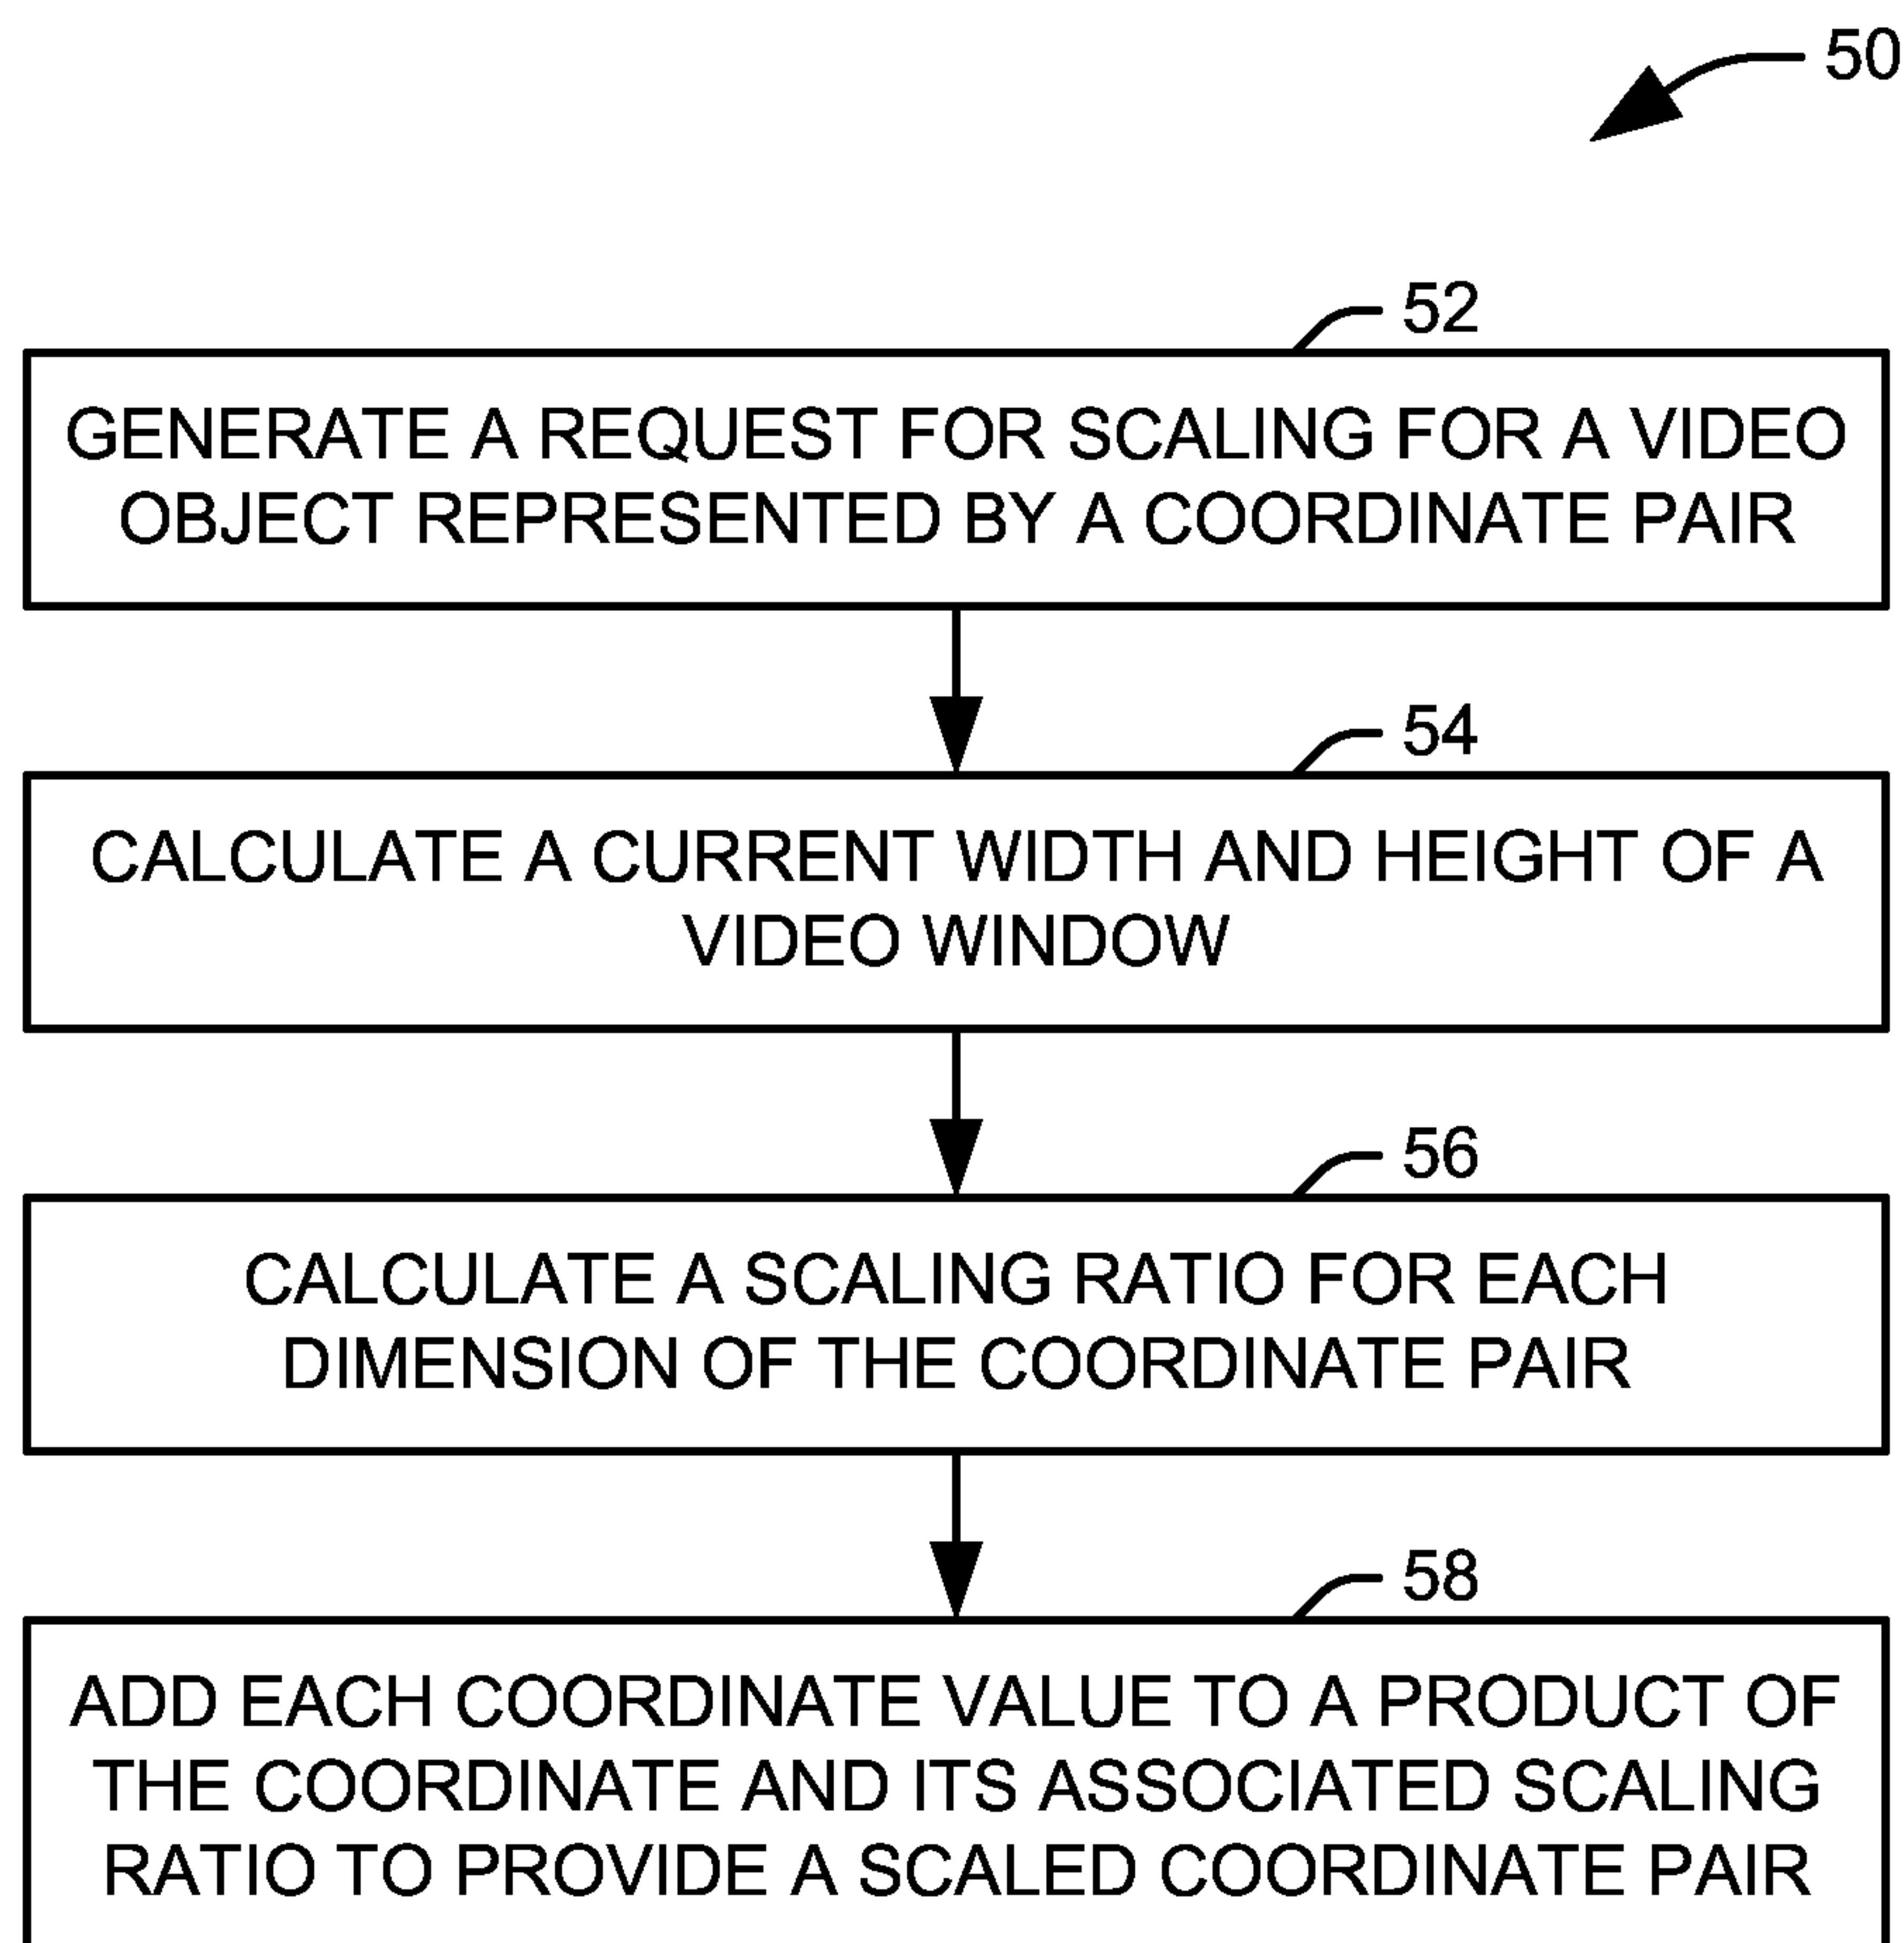 50
52
GENERATE A REQUEST FOR SCALING FOR A VIDEO
OBJECT REPRESENTED BY A COORDINATE PAIR
54
CALCULATE A CURRENT WIDTH AND HEIGHT OF A
VIDEO WINDOW
56
CALCULATE A SCALING RATIO FOR EACH
DIMENSION OF THE COORDINATE PAIR
58
ADD EACH COORDINATE VALUE TO A PRODUCT OF
THE COORDINATE AND ITS ASSOCIATED SCALING
RATIO TO PROVIDE A SCALED COORDINATE PAIR